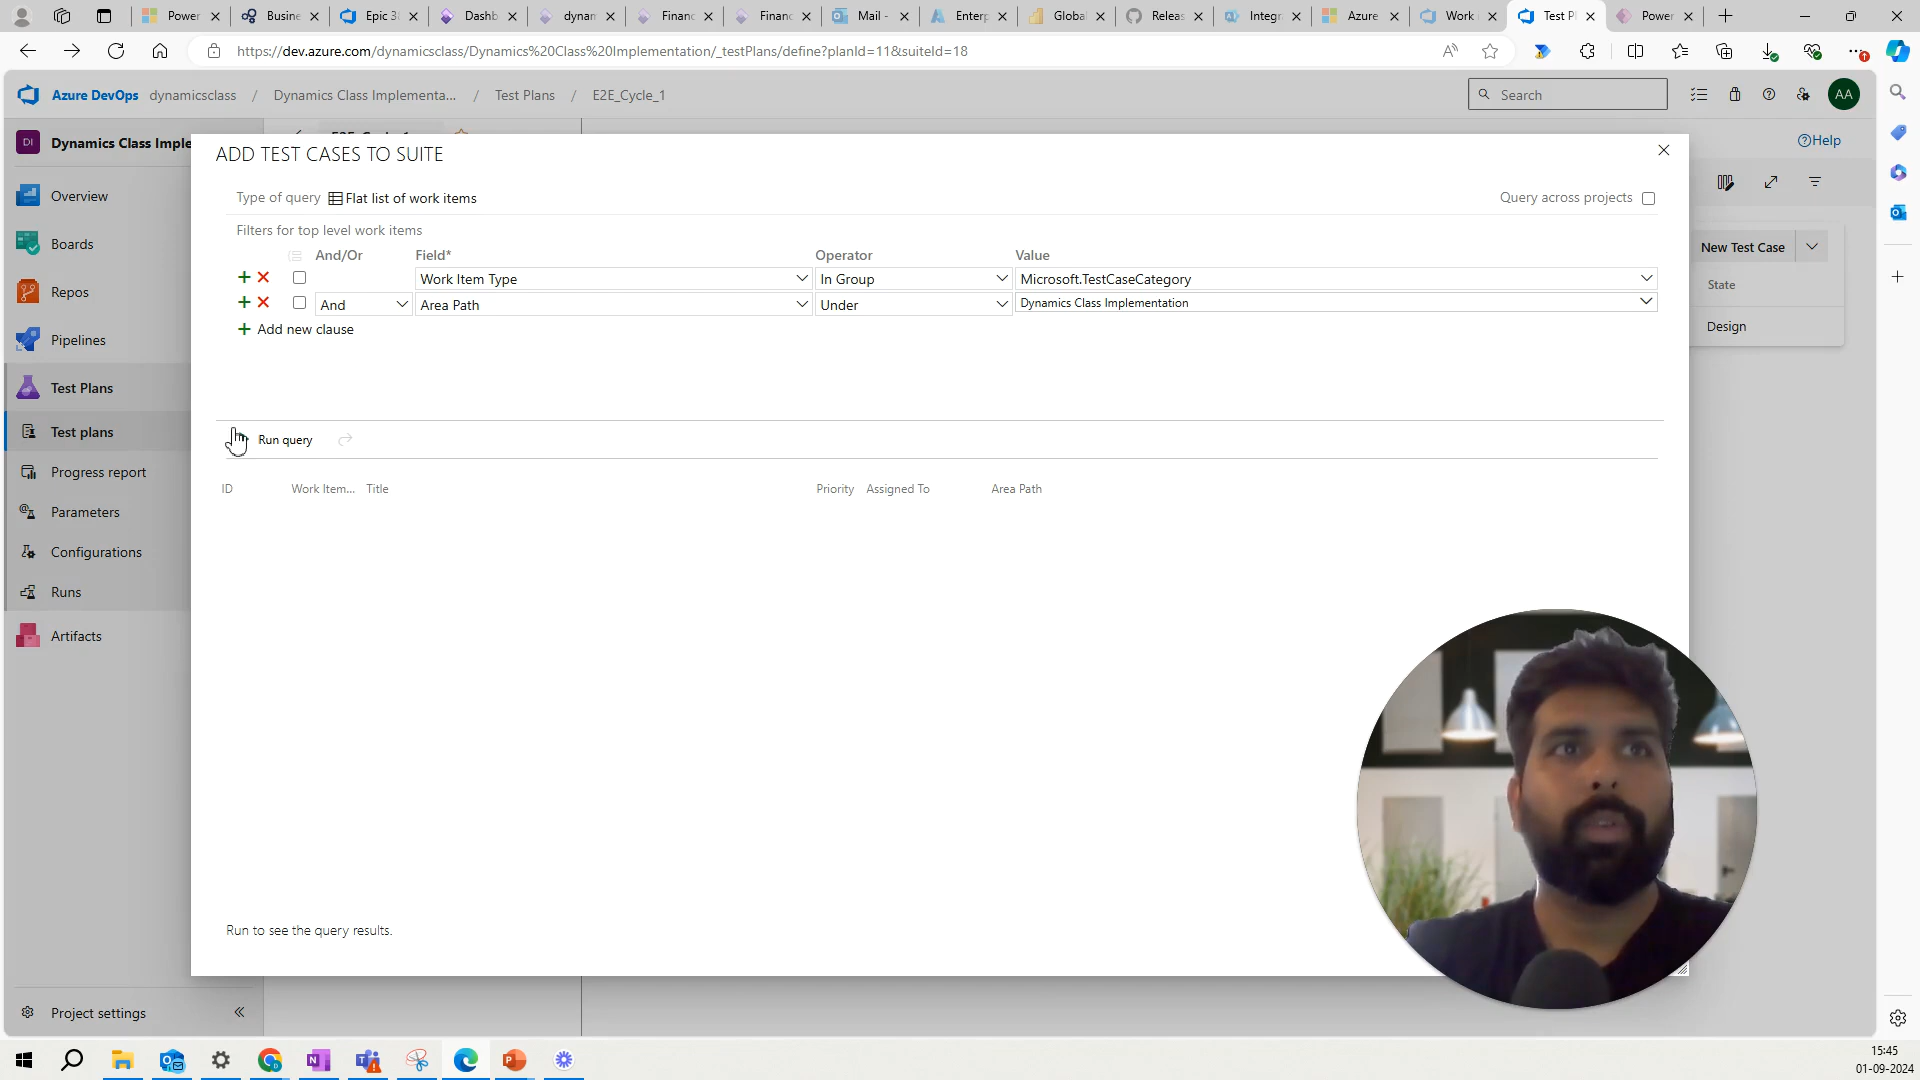 Power
Busine
Epic 3
Dashb
dynan
Financ
Financ
Mail -
Enterp
Global
Releas
Integr
Azure
Work
Test Pl
Power
https://dev.azure.com/dynamicsclass/Dynamics%20Class%20Implementation/_testPlans/define?planId=11&suiteId=18
Azure DevOps dynamicsclass / Dynamics Class Implementa... / Test Plans / E2E_Cycle_1
Search
AA
DI Dynamics Class Imple
Help
ADD TEST CASES TO SUITE
Type of query Flat list of work items
Query across projects
Overview
Filters for top level work items
Boards
And/Or Field* Operator Value
New Test Case
Work Item Type In Group Microsoft.TestCaseCategory
State
Repos
And Area Path Under Dynamics Class Implementation
Design
Add new clause
Pipelines
Test Plans
Test plans
Run query
Progress report
ID Work Item... Title Priority Assigned To Area Path
Parameters
Configurations
Runs
Artifacts
Run to see the query results.
Project settings
15:45
01-09-2024